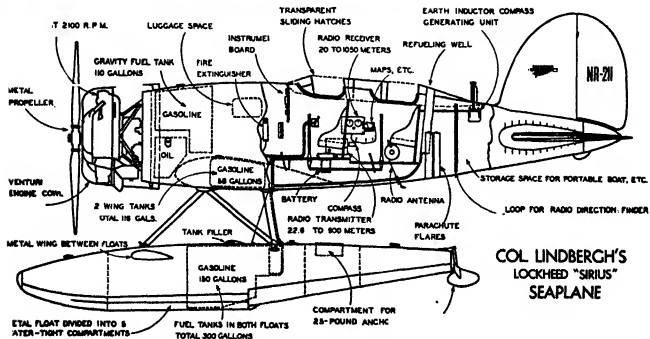 T 2100 R.P.M.
LUGGAGE SPACE
TRANSPARENT
SLIDING HATCHES
EARTH INDUCTOR COMPASS
GENERATING UNIT
GRAVITY FUEL TANK
110 GALLONS
FIRE
EXTINGUISHER
INSTRUMEI
BOARD
RADIO RECEIVER
20 TO 1050 METERS
REFUELING WELL
MAPS, ETC.
NR-211
METAL
PROPELLER
GASOLINE
OIL
VENTURI
ENGINE COWL
2 WING TANKS
OTAL 116 GALS.
GASOLINE
58 GALLONS
BATTERY
COMPASS
RADIO TRANSMITTER
22.6 TO 900 METERS
RADIO ANTENNA
PARACHUTE
FLARES
STORAGE SPACE FOR PORTABLE BOAT, ETC.
LOOP FOR RADIO DIRECTION FINDER
METAL WING BETWEEN FLOATS
TANK FILLER
GASOLINE
150 GALLONS
COL. LINDBERGH'S
LOCKHEED "SIRIUS"
SEAPLANE
ETAL FLOAT DIVIDED INTO 5
ATER-TIGHT COMPARTMENTS
FUEL TANKS IN BOTH FLOATS
TOTAL 300 GALLONS
COMPARTMENT FOR
25-POUND ANCHC